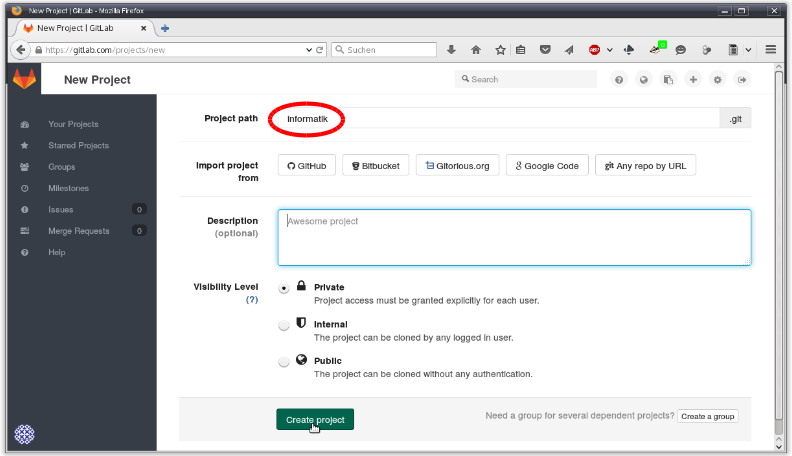 New Project | GitLab - Mozilla Firefox
New Project | GitLab
https://gitlab.com/projects/new
Suchen
ABP
0
New Project
Search
Your Projects
Starred Projects
Groups
Milestones
Issues 0
Merge Requests 0
Help
Project path Informatik .git
Import project from
GitHub Bitbucket Gitorious.org Google Code git Any repo by URL
Description
(optional)
Awesome project
Visibility Level
(?)
Private
Project access must be granted explicitly for each user.
Internal
The project can be cloned by any logged in user.
Public
The project can be cloned without any authentication.
Create project
Need a group for several dependent projects? Create a group